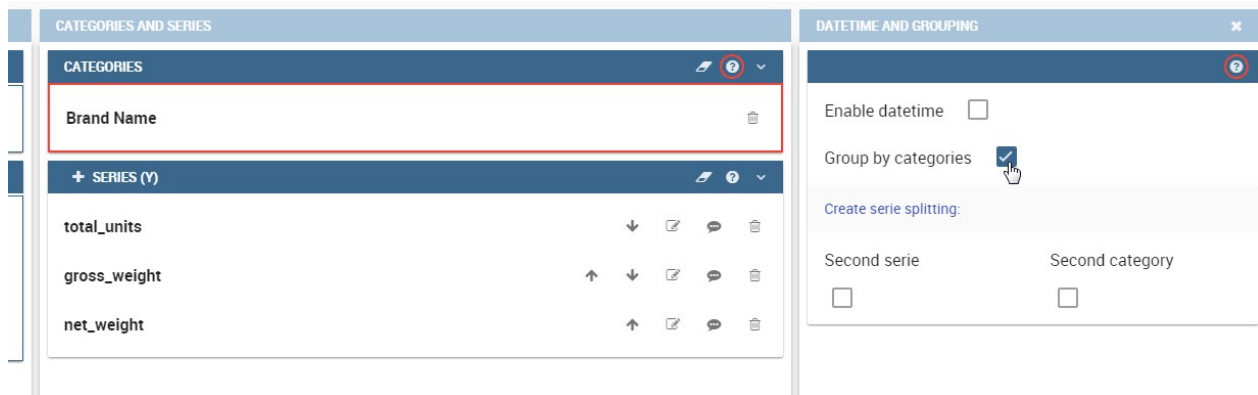 CATEGORIES AND SERIES
CATEGORIES
Brand Name
+ SERIES (Y)
total_units
gross_weight
net_weight
DATETIME AND GROUPING
Enable datetime
Group by categories
Create serie splitting:
Second serie
Second category